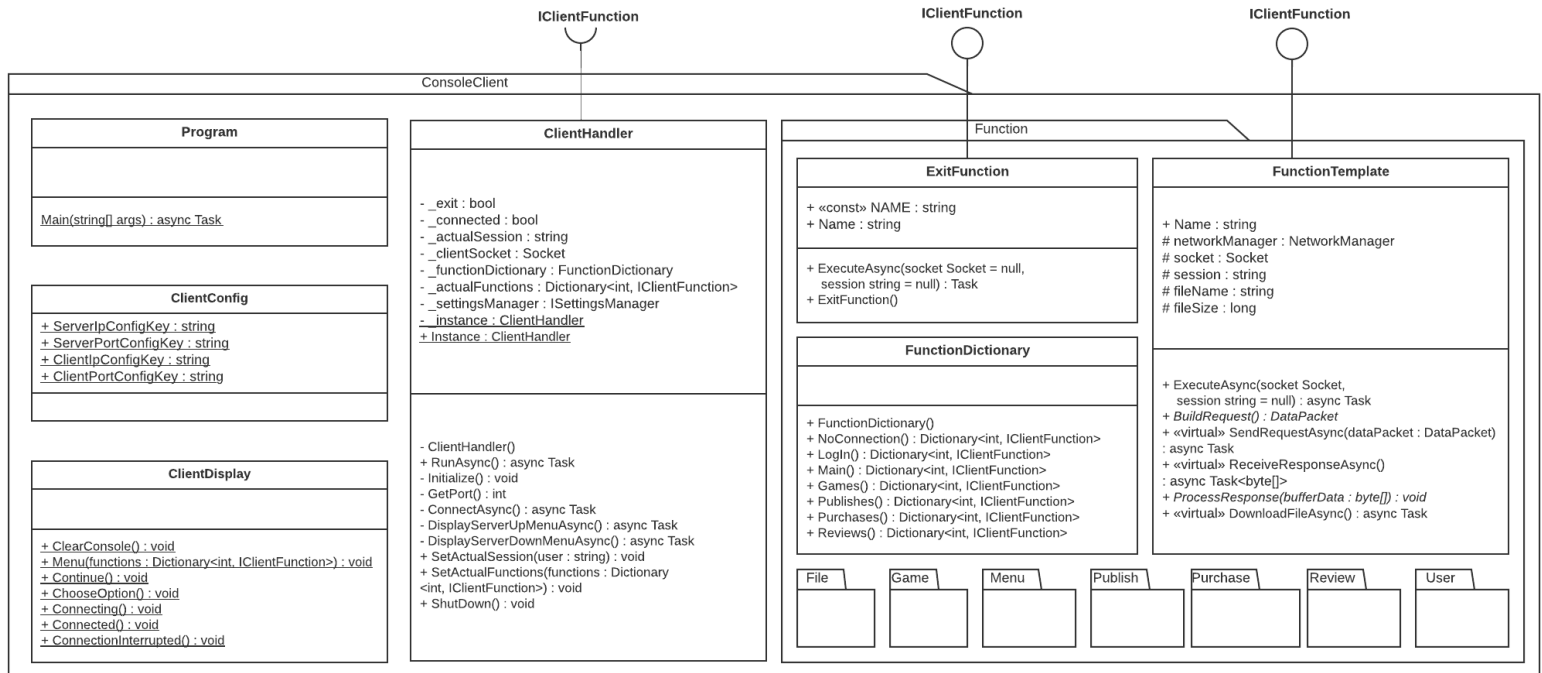 IClientFunction
IClientFunction
IClientFunction
ConsoleClient
Program
Main(string[] args) : async Task
ClientConfig
+ ServerIpConfigKey : string
+ ServerPortConfigKey : string
+ ClientIpConfigKey : string
+ ClientPortConfigKey : string
ClientDisplay
+ ClearConsole() : void
+ Menu(functions : Dictionary<int, IClientFunction>) : void
+ Continue() : void
+ ChooseOption() : void
+ Connecting() : void
+ Connected() : void
+ ConnectionInterrupted() : void
ClientHandler
- _exit : bool
- _connected : bool
- _actualSession : string
- _clientSocket : Socket
- _functionDictionary : FunctionDictionary
- _actualFunctions : Dictionary<int, IClientFunction>
- _settingsManager : ISettingsManager
- _instance : ClientHandler
+ Instance : ClientHandler
- ClientHandler()
+ RunAsync() : async Task
- Initialize() : void
- GetPort() : int
- ConnectAsync() : async Task
- DisplayServerUpMenuAsync() : async Task
- DisplayServerDownMenuAsync() : async Task
+ SetActualSession(user : string) : void
+ SetActualFunctions(functions : Dictionary
<int, IClientFunction>) : void
+ ShutDown() : void
Function
ExitFunction
+ «const» NAME : string
+ Name : string
+ ExecuteAsync(socket Socket = null,
session string = null) : Task
+ ExitFunction()
FunctionDictionary
+ FunctionDictionary()
+ NoConnection() : Dictionary<int, IClientFunction>
+ LogIn() : Dictionary<int, IClientFunction>
+ Main() : Dictionary<int, IClientFunction>
+ Games() : Dictionary<int, IClientFunction>
+ Publishes() : Dictionary<int, IClientFunction>
+ Purchases() : Dictionary<int, IClientFunction>
+ Reviews() : Dictionary<int, IClientFunction>
FunctionTemplate
+ Name : string
# networkManager : NetworkManager
# socket : Socket
# session : string
# fileName : string
# fileSize : long
+ ExecuteAsync(socket Socket,
session string = null) : async Task
+ BuildRequest() : DataPacket
+ «virtual» SendRequestAsync(dataPacket : DataPacket)
: async Task
+ «virtual» ReceiveResponseAsync()
: async Task<byte[]>
+ ProcessResponse(bufferData : byte[]) : void
+ «virtual» DownloadFileAsync() : async Task
File
Game
Menu
Publish
Purchase
Review
User